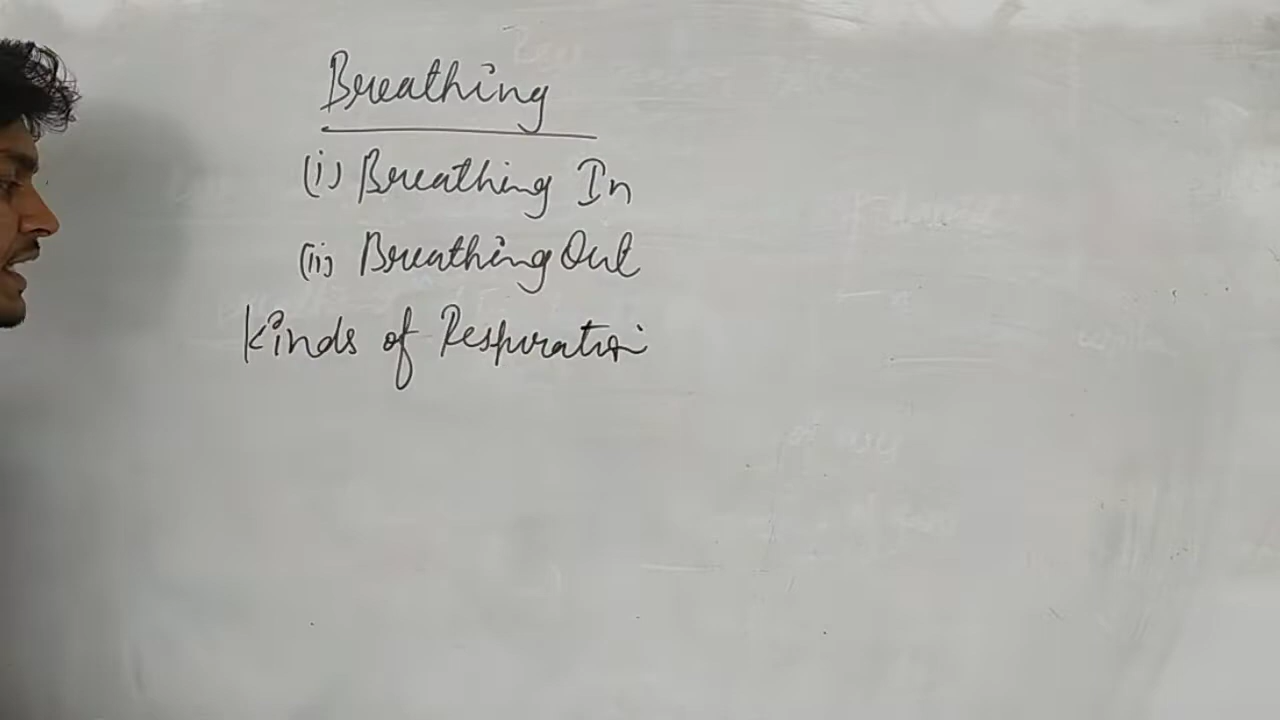 Breathing
(i) Breathing In
(ii) Breathing Out
Kinds of Respiration